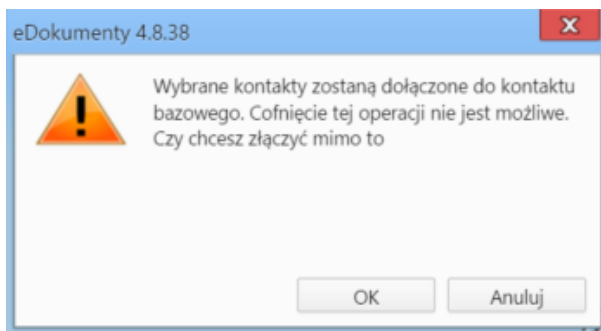 eDokumenty 4.8.38
Wybrane kontakty zostaną dołączone do kontaktu
bazowego. Cofnięcie tej operacji nie jest możliwe.
Czy chcesz złączyć mimo to
OK
Anuluj